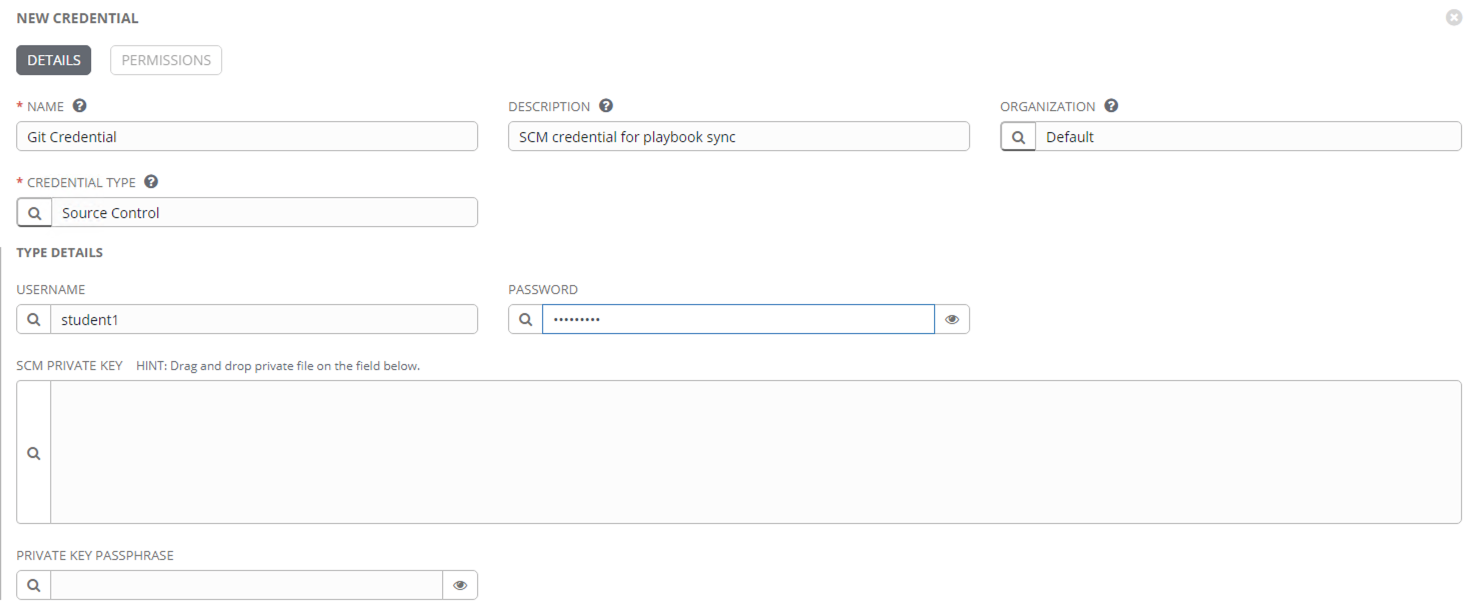 NEW CREDENTIAL
DETAILS PERMISSIONS
* NAME DESCRIPTION ORGANIZATION
Git Credential SCM credential for playbook sync Default
* CREDENTIAL TYPE
Source Control
TYPE DETAILS
USERNAME PASSWORD
student1 •••••••••
SCM PRIVATE KEY HINT: Drag and drop private file on the field below.
PRIVATE KEY PASSPHRASE